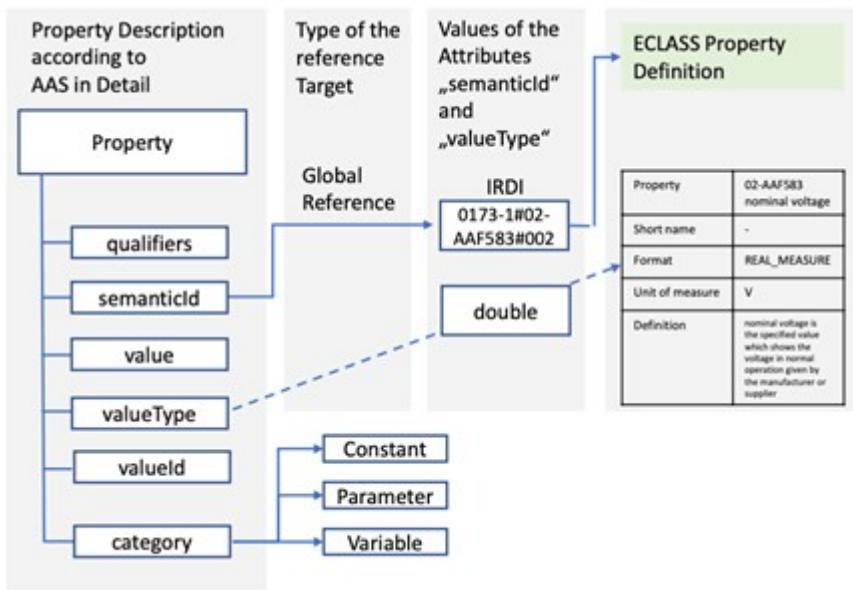 Property Description
according to
AAS in Detail
Type of the
reference
Target
Values of the
Attributes
„semanticId“
and
„valueType“
ECLASS Property
Definition
Property
Global
Reference
IRDI
0173-1#02-
AAF583#002
qualifiers
semanticId
value
valueType
valueId
category
double
Constant
Parameter
Variable
Property
02-AAF583
nominal voltage
Short name
-
Format
REAL_MEASURE
Unit of measure
V
Definition
nominal voltage is
the specified value
which shows the
voltage in normal
operation given by
the manufacturer or
supplier